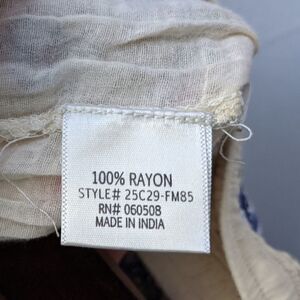 100% RAYON
STYLE# 25C29-FM85
RN# 060508
MADE IN INDIA